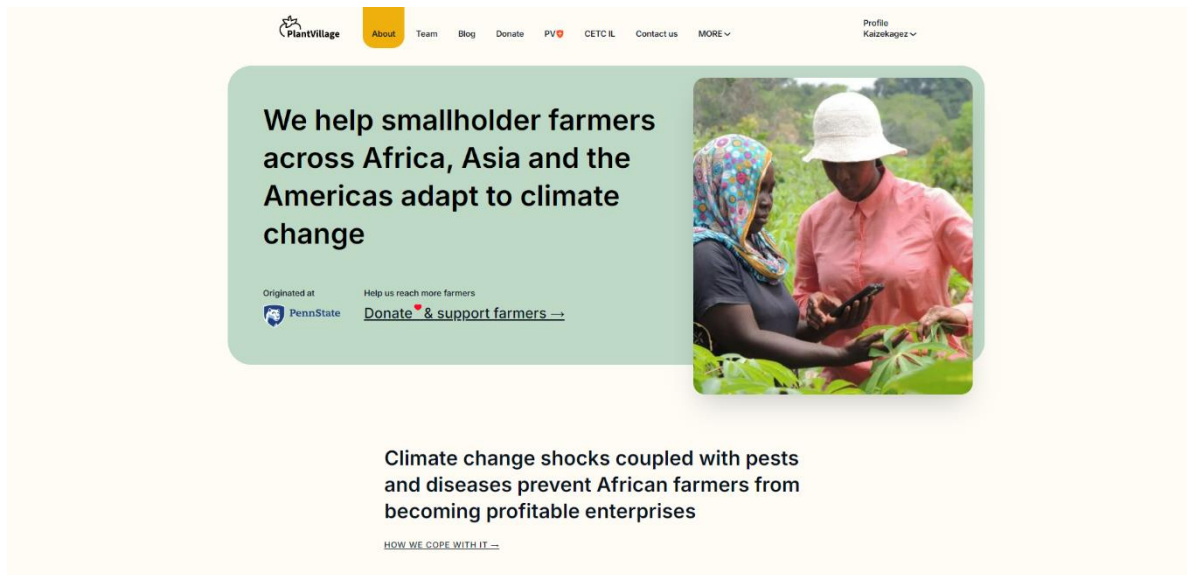 PlantVillage
About Team Blog Donate PV CETC IL Contact us MORE
Profile
Kaizekagez
We help smallholder farmers
across Africa, Asia and the
Americas adapt to climate
change
Originated at
PennState
Help us reach more farmers
Donate & support farmers →
Climate change shocks coupled with pests
and diseases prevent African farmers from
becoming profitable enterprises
HOW WE COPE WITH IT →